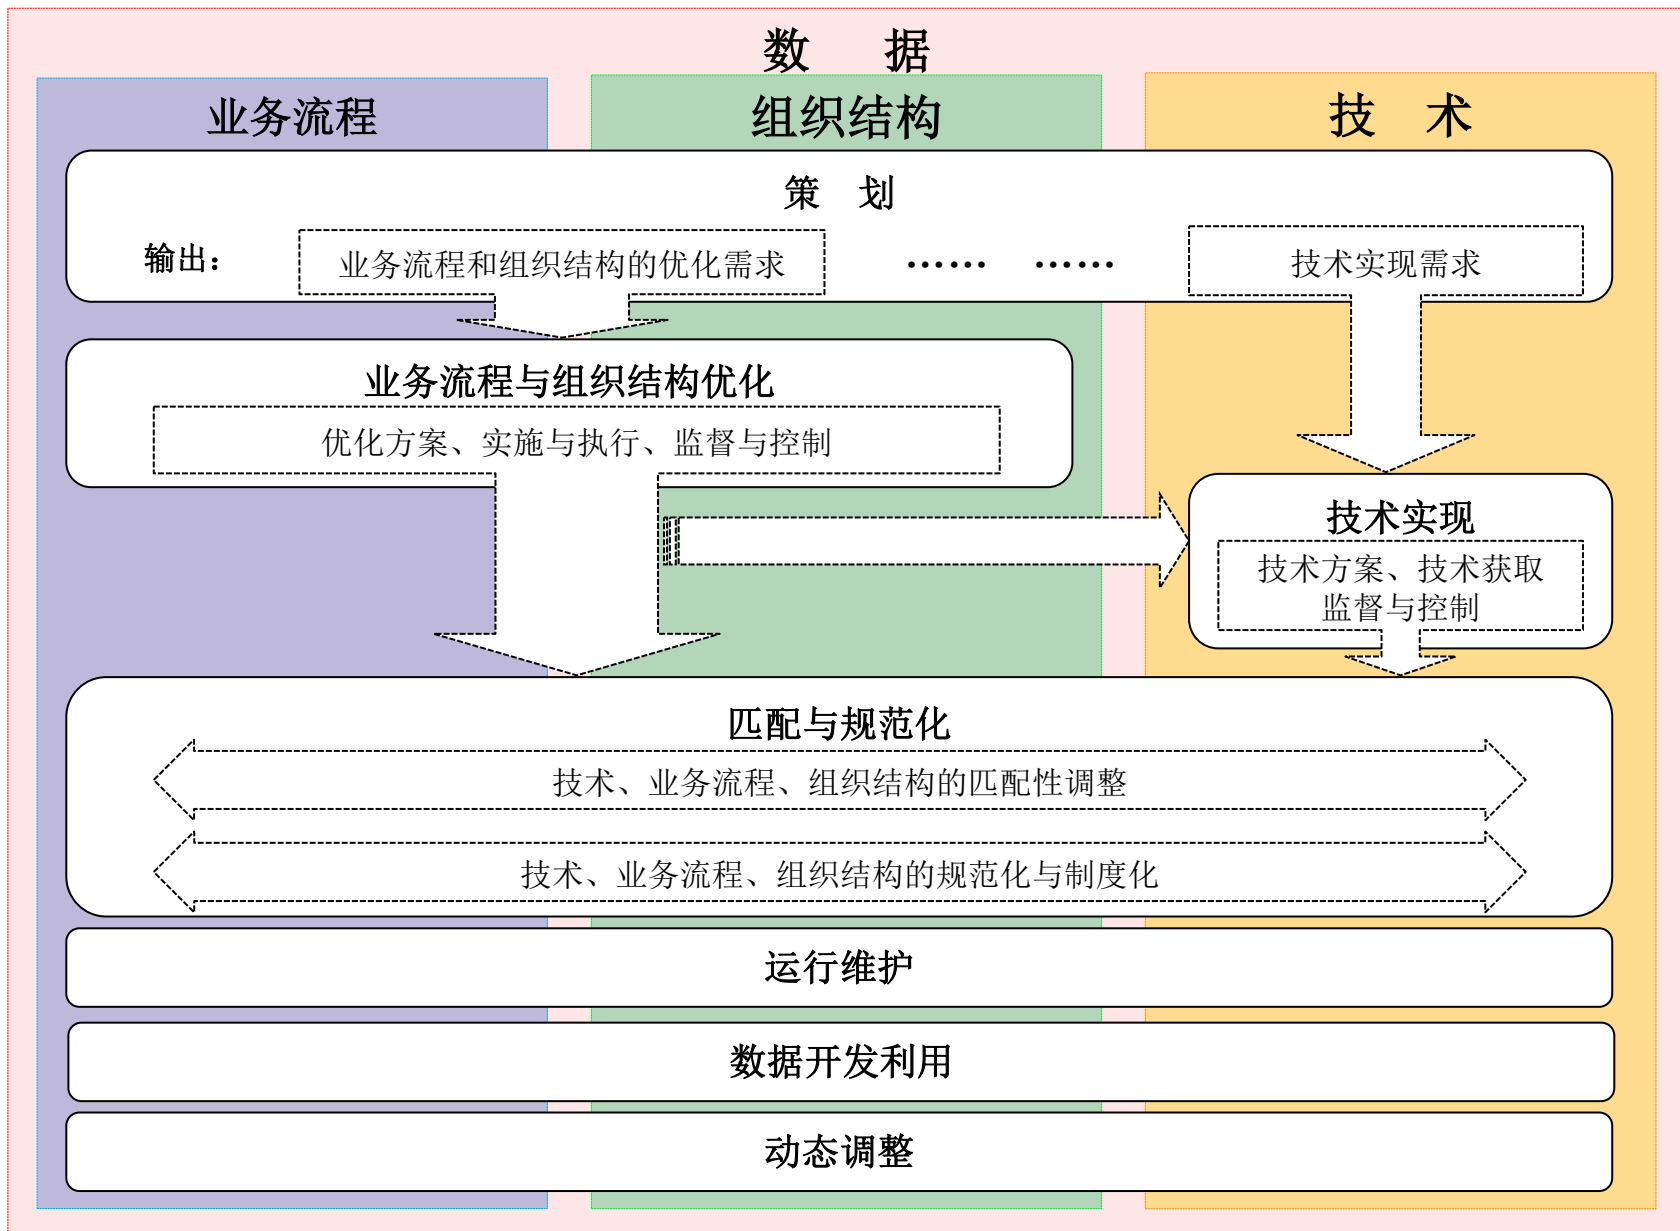 数 据
业务流程
组织结构
技 术
策 划
输出：
业务流程和组织结构的优化需求
…… ……
技术实现需求
业务流程与组织结构优化
优化方案、实施与执行、监督与控制
技术实现
技术方案、技术获取
监督与控制
匹配与规范化
技术、业务流程、组织结构的匹配性调整
技术、业务流程、组织结构的规范化与制度化
运行维护
数据开发利用
动态调整